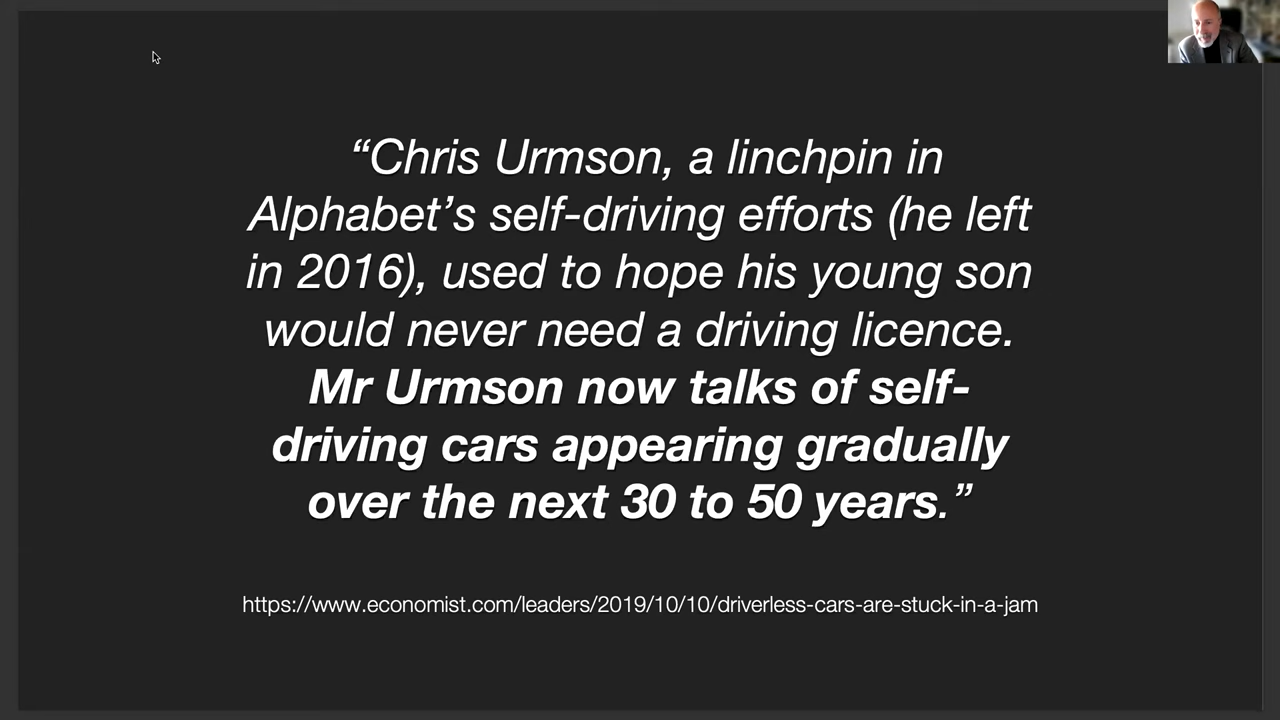 “Chris Urmson, a linchpin in
Alphabet’s self-driving efforts (he left
in 2016), used to hope his young son
would never need a driving licence.
Mr Urmson now talks of self-
driving cars appearing gradually
over the next 30 to 50 years.”
https://www.economist.com/leaders/2019/10/10/driverless-cars-are-stuck-in-a-jam